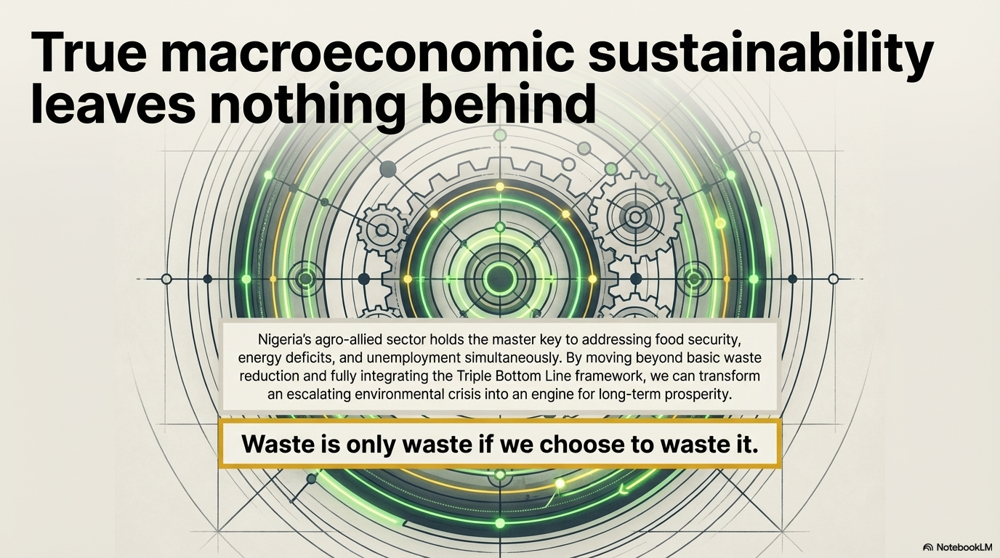 True macroeconomic sustainability
leaves nothing behind
Nigeria’s agro-allied sector holds the master key to addressing food security,
energy deficits, and unemployment simultaneously. By moving beyond basic waste
reduction and fully integrating the Triple Bottom Line framework, we can transform
an escalating environmental crisis into an engine for long-term prosperity.
Waste is only waste if we choose to waste it.
NotebookLM